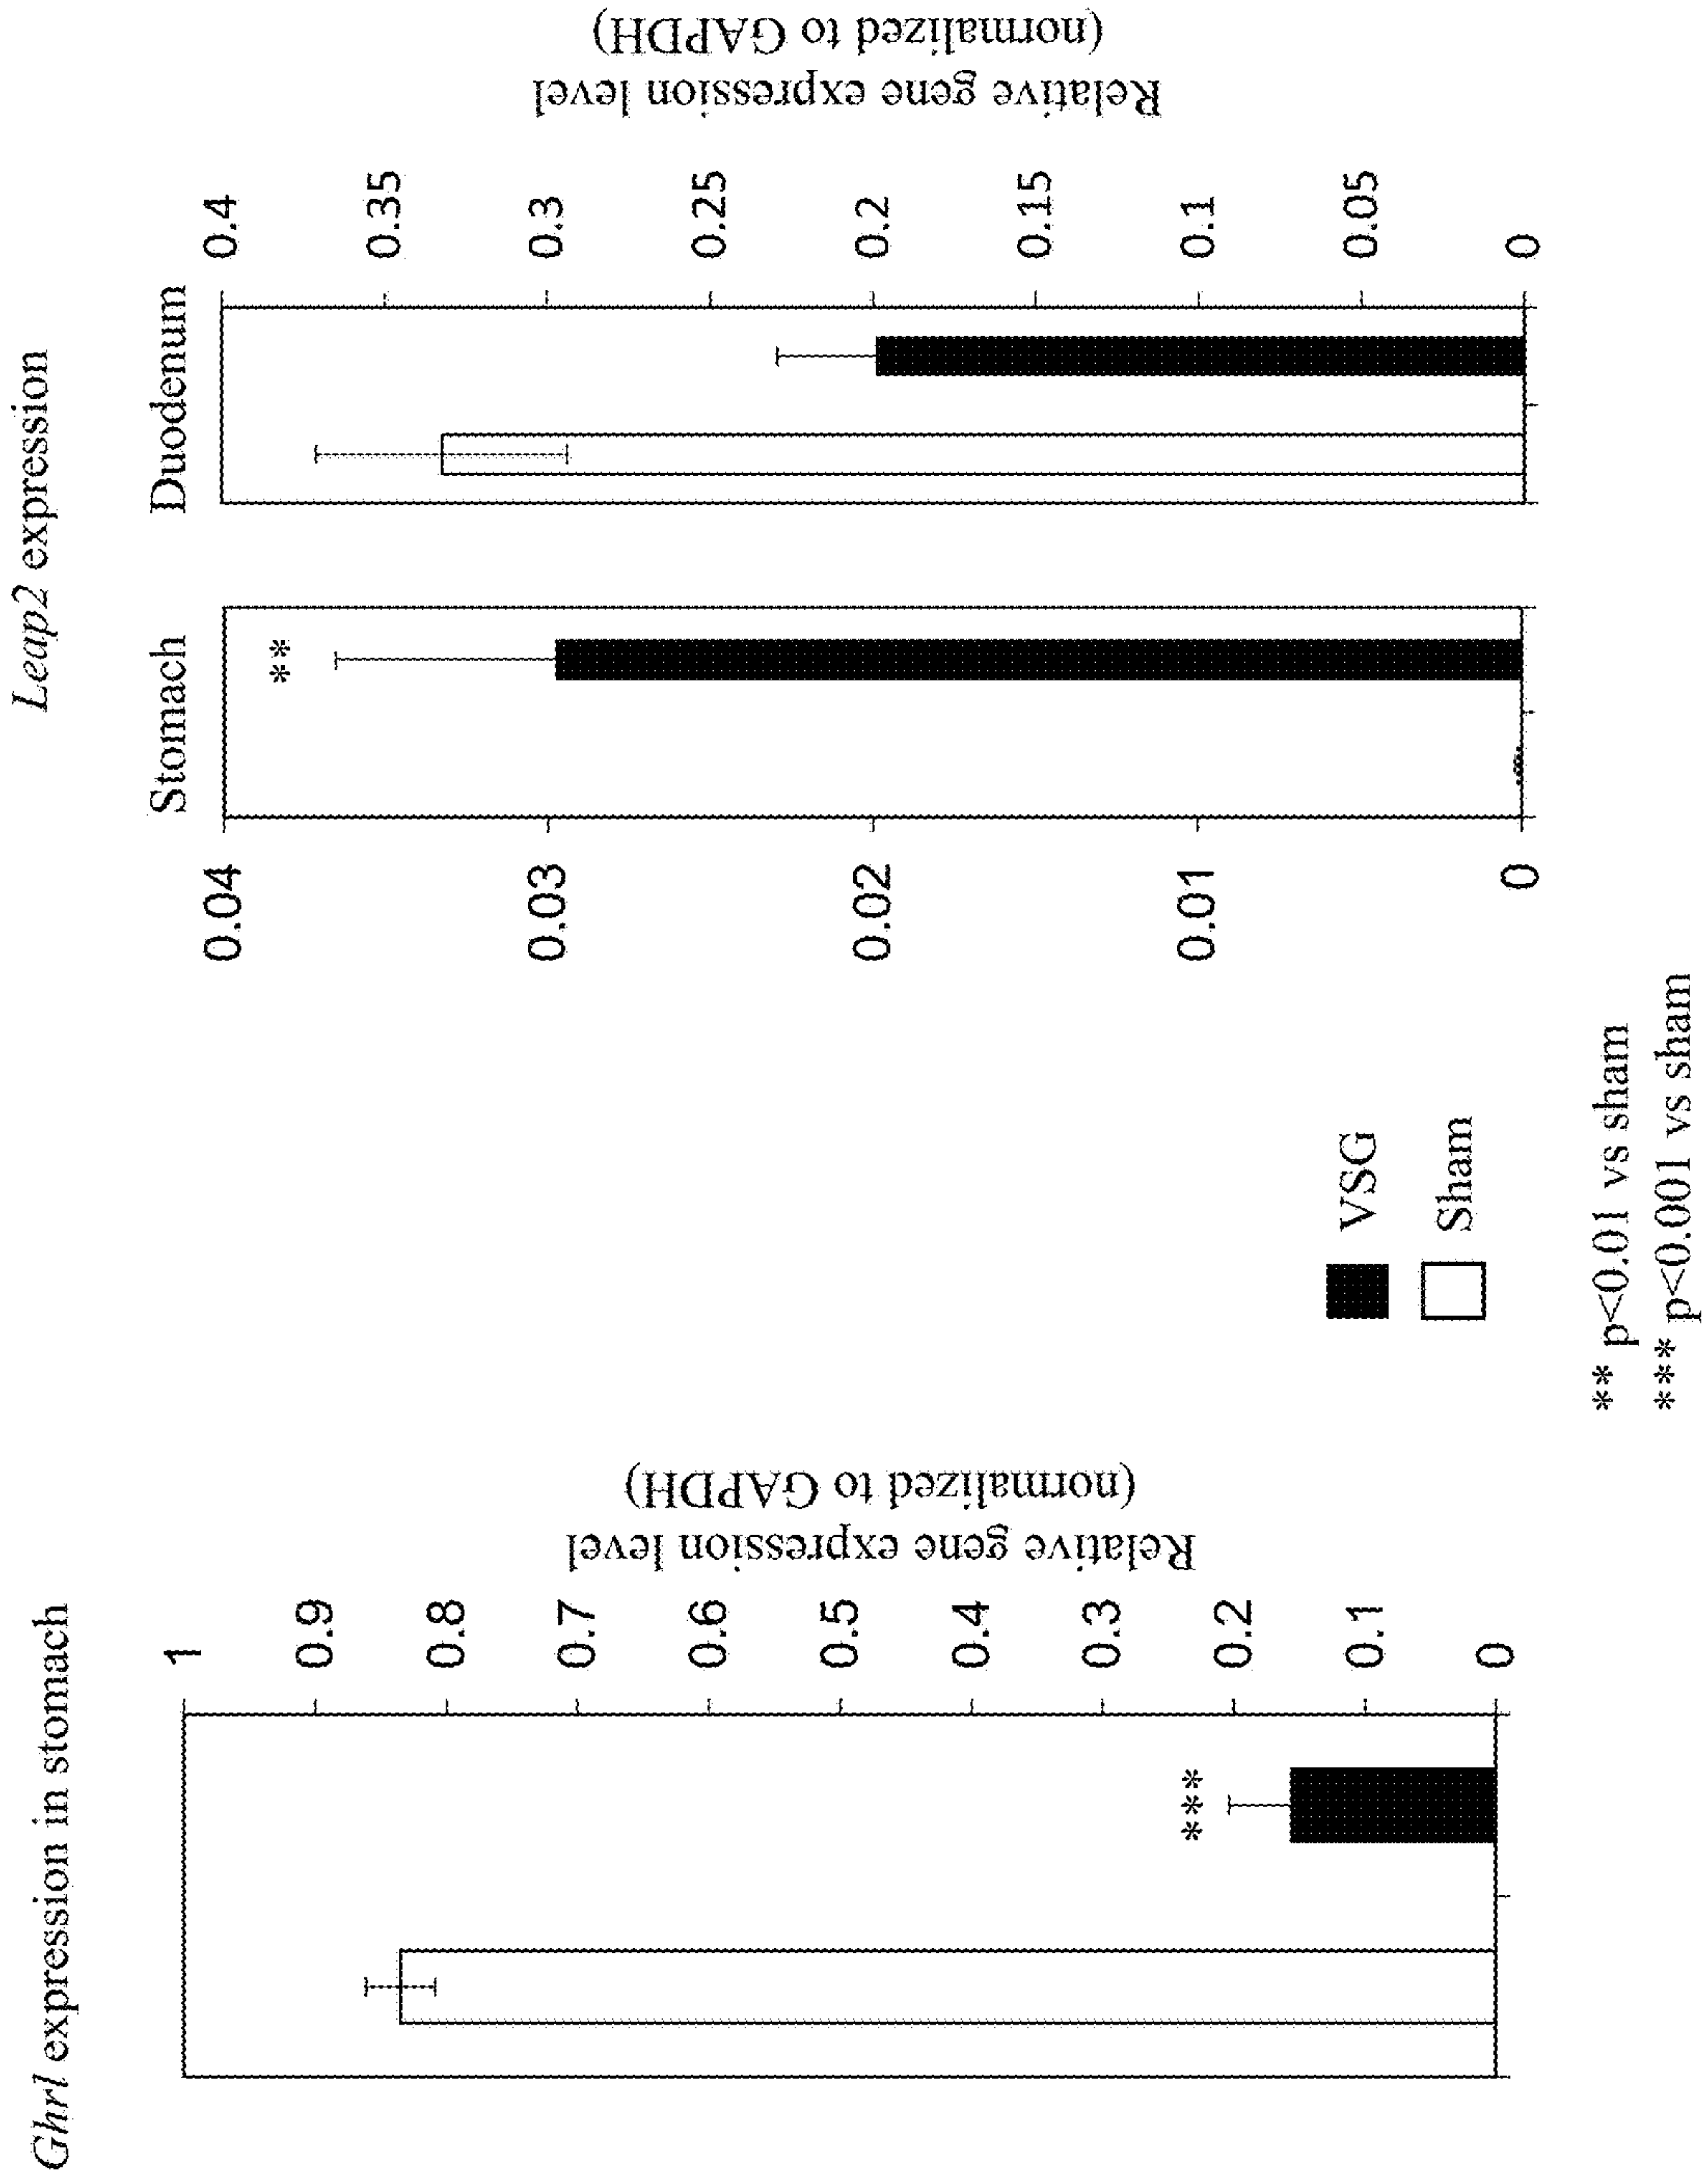 Ghrl expression in stomach
1
0.9
0.8
0.7
0.6
0.5
0.4
0.3
0.2
0.1
0
***
Relative gene expression level
(normalized to GAPDH)
VSG
Sham
** p<0.01 vs sham
*** p<0.001 vs sham
Leap2 expression
Stomach
0.04
0.03
0.02
0.01
0
**
Duodenum
0.4
0.35
0.3
0.25
0.2
0.15
0.1
0.05
0
Relative gene expression level
(normalized to GAPDH)